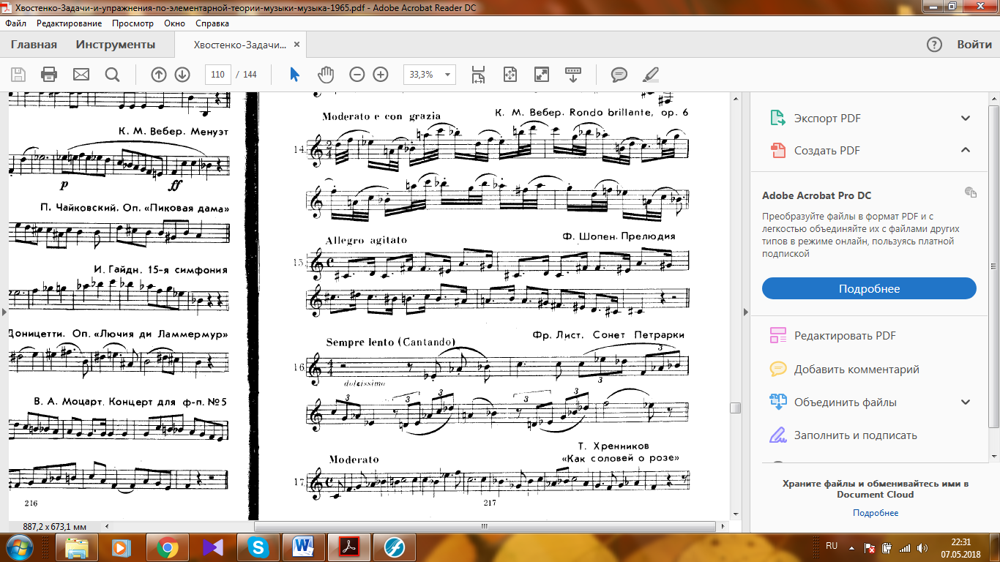 Хвостенко-Задачи-и-упражнения-по-элементарной-теории-музыки-музыка-1965.pdf - Adobe Acrobat Reader DC
Файл Редактирование Просмотр Окно Справка
Главная Инструменты Хвостенко-Задачи... × ? Войти
110 / 144 33,3%
К. М. Вебер. Менуэт
p ff
П. Чайковский. Оп. «Пиковая дама»
И. Гайдн. 15-я симфония
Доницетти. Оп. «Лючия ди Ламмермур»
В. А. Моцарт. Концерт для ф-п. №5
216
Moderato e con grazia К. М. Вебер. Rondo brillante, op. 6
14.
Allegro agitato Ф. Шопен. Прелюдия
15.
Sempre lento (Cantando) Фр. Лист. Сонет Петрарки
16.
dolcissimo
3 3
3 3 3 3
Т. Хренников
Moderato «Как соловей о розе»
17.
217
Экспорт PDF
Создать PDF
Adobe Acrobat Pro DC
Преобразуйте файлы в формат PDF и с
легкостью объединяйте их с файлами других
типов в режиме онлайн, пользуясь платной
подпиской
Подробнее
Редактировать PDF
Добавить комментарий
Объединить файлы
Заполнить и подписать
Храните файлы и обменивайтесь ими в
Document Cloud
Подробнее
887,2 x 673,1 мм
RU 22:31
07.05.2018